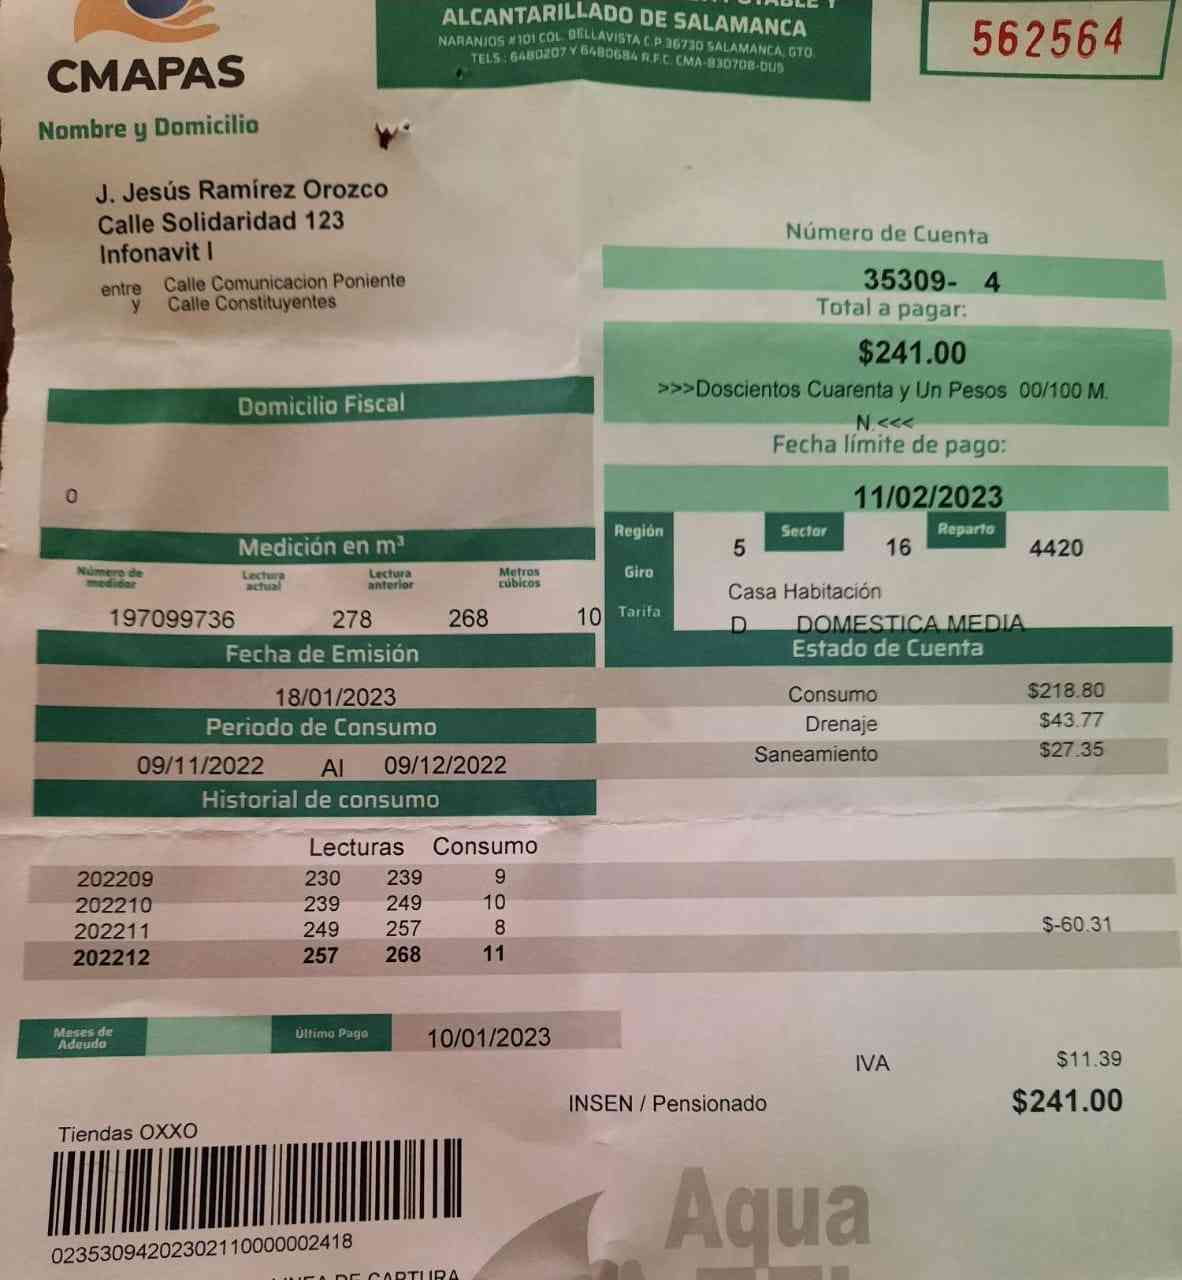 ALCANTARILLADO DE SALAMANCA
NARANJOS #101 COL. BELLAVISTA C.P. 36730 SALAMANCA, GTO.
TELS.: 6480207 Y 6480684 R.F.C. CMA-830708-DU9
562564
CMAPAS
Nombre y Domicilio
J. Jesús Ramírez Orozco
Calle Solidaridad 123
Infonavit I
entre Calle Comunicacion Poniente
y Calle Constituyentes
Número de Cuenta
35309- 4
Total a pagar:
$241.00
>>>Doscientos Cuarenta y Un Pesos 00/100 M.
N.<<<
Fecha límite de pago:
11/02/2023
Región 5 Sector 16 Reparto 4420
Giro Casa Habitación
Tarifa D DOMESTICA MEDIA
Domicilio Fiscal
0
Medición en m³
Número de medidor Lectura actual Lectura anterior Metros cúbicos
197099736 278 268 10
Fecha de Emisión
18/01/2023
Periodo de Consumo
09/11/2022 Al 09/12/2022
Historial de consumo
Lecturas Consumo
202209 230 239 9
202210 239 249 10
202211 249 257 8
202212 257 268 11
Estado de Cuenta
Consumo $218.80
Drenaje $43.77
Saneamiento $27.35
$-60.31
Meses de Adeudo Último Pago 10/01/2023
IVA $11.39
INSEN / Pensionado $241.00
Tiendas OXXO
02353094202302110000002418
DE CAPTURA
Aqua